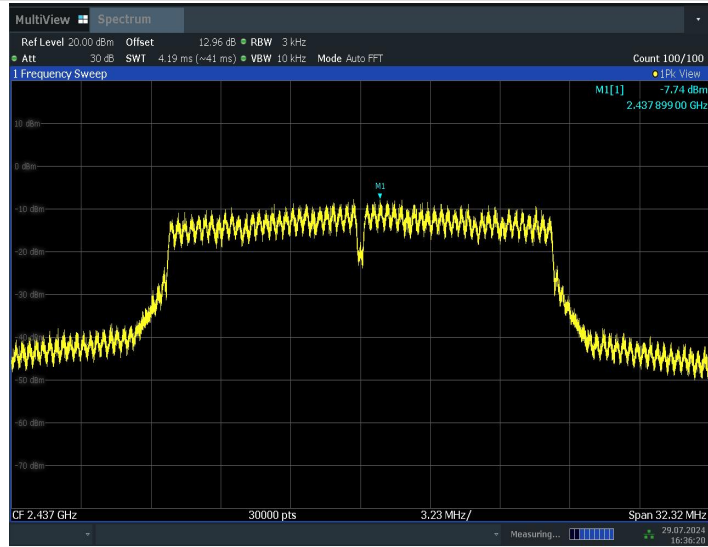 MultiView Spectrum
Ref Level 20.00 dBm Offset 12.96 dB RBW 3 kHz
Att 30 dB SWT 4.19 ms (~41 ms) VBW 10 kHz Mode Auto FFT Count 100/100
1 Frequency Sweep 1Pk View
M1[1] -7.74 dBm
2.437 899 00 GHz
10 dBm
0 dBm
M1
-10 dBm
-20 dBm
-30 dBm
-40 dBm
-50 dBm
-60 dBm
-70 dBm
CF 2.437 GHz 30000 pts 3.23 MHz/ Span 32.32 MHz
Measuring... 29.07.2024
16:36:20